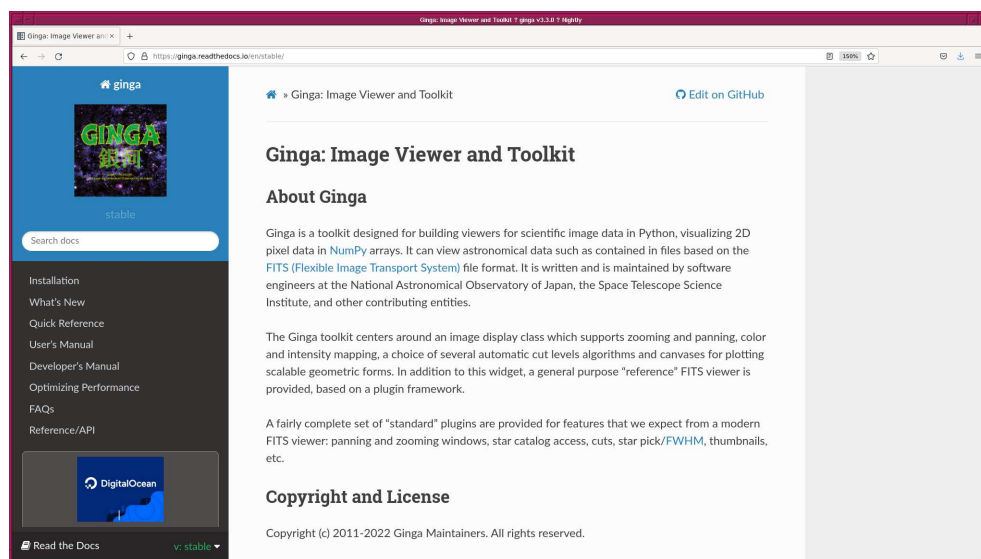 Ginga: Image Viewer and Toolkit ? ginga v3.3.0 ? Nightly
Ginga: Image Viewer and
https://ginga.readthedocs.io/en/stable/
150%
ginga
GINGA
銀河
stable
Search docs
Installation
What's New
Quick Reference
User's Manual
Developer's Manual
Optimizing Performance
FAQs
Reference/API
DigitalOcean
Read the Docs
v: stable
» Ginga: Image Viewer and Toolkit
Edit on GitHub
Ginga: Image Viewer and Toolkit
About Ginga
Ginga is a toolkit designed for building viewers for scientific image data in Python, visualizing 2D
pixel data in NumPy arrays. It can view astronomical data such as contained in files based on the
FITS (Flexible Image Transport System) file format. It is written and is maintained by software
engineers at the National Astronomical Observatory of Japan, the Space Telescope Science
Institute, and other contributing entities.
The Ginga toolkit centers around an image display class which supports zooming and panning, color
and intensity mapping, a choice of several automatic cut levels algorithms and canvases for plotting
scalable geometric forms. In addition to this widget, a general purpose “reference” FITS viewer is
provided, based on a plugin framework.
A fairly complete set of “standard” plugins are provided for features that we expect from a modern
FITS viewer: panning and zooming windows, star catalog access, cuts, star pick/FWHM, thumbnails,
etc.
Copyright and License
Copyright (c) 2011-2022 Ginga Maintainers. All rights reserved.